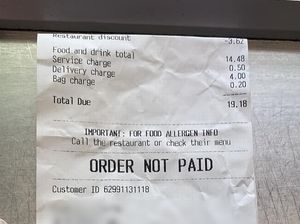 Restaurant discount -3.62
Food and drink total 14.48
Service charge 0.50
Delivery charge 4.00
Bag charge 0.20
Total Due 19.18
IMPORTANT: FOR FOOD ALLERGEN INFO
Call the restaurant or check their menu
ORDER NOT PAID
Customer ID 62991131118